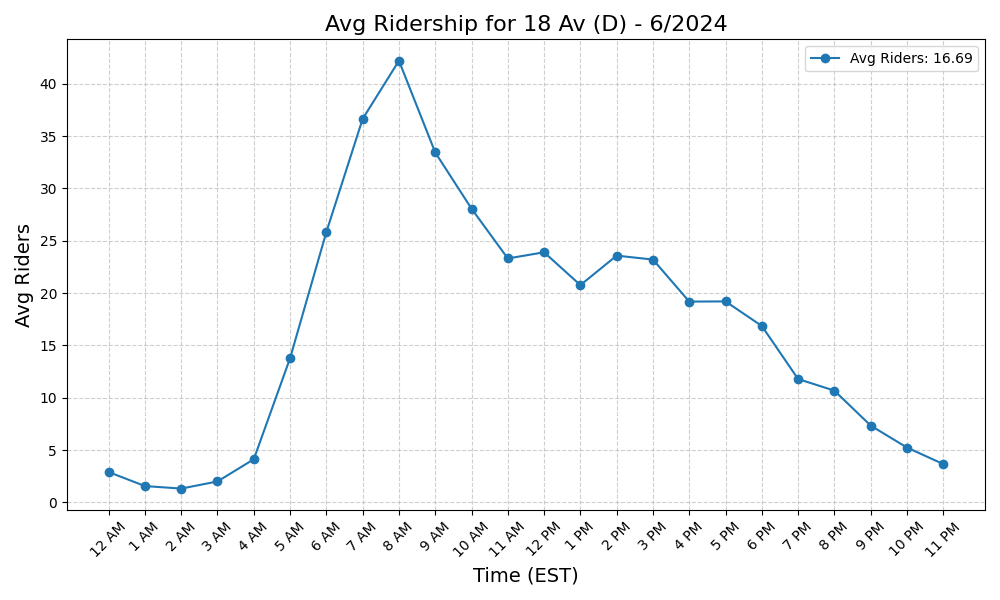 Avg Ridership for 18 Av (D) - 6/2024
Avg Riders: 16.69
Avg Riders
40
35
30
25
20
15
10
5
0
12 AM
1 AM
2 AM
3 AM
4 AM
5 AM
6 AM
7 AM
8 AM
9 AM
10 AM
11 AM
12 PM
1 PM
2 PM
3 PM
4 PM
5 PM
6 PM
7 PM
8 PM
9 PM
10 PM
11 PM
Time (EST)